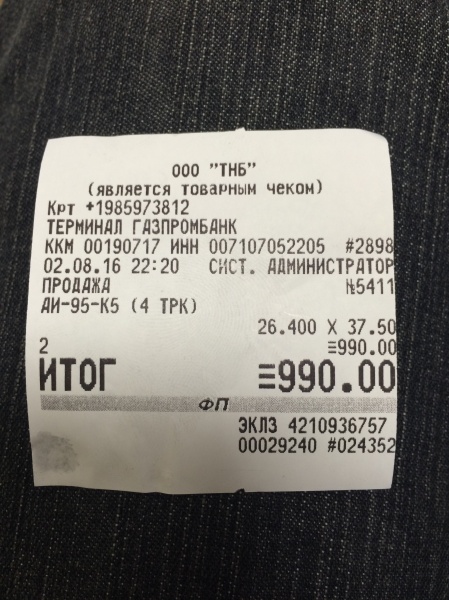 ООО "ТНБ"
(является товарным чеком)
Крт +1985973812
ТЕРМИНАЛ ГАЗПРОМБАНК
ККМ 00190717 ИНН 007107052205 #2898
02.08.16 22:20 СИСТ. АДМИНИСТРАТОР
ПРОДАЖА №5411
АИ-95-К5 (4 ТРК)
26.400 X 37.50
2 ≡990.00
ИТОГ ≡990.00
ФП
ЭКЛЗ 4210936757
00029240 #024352